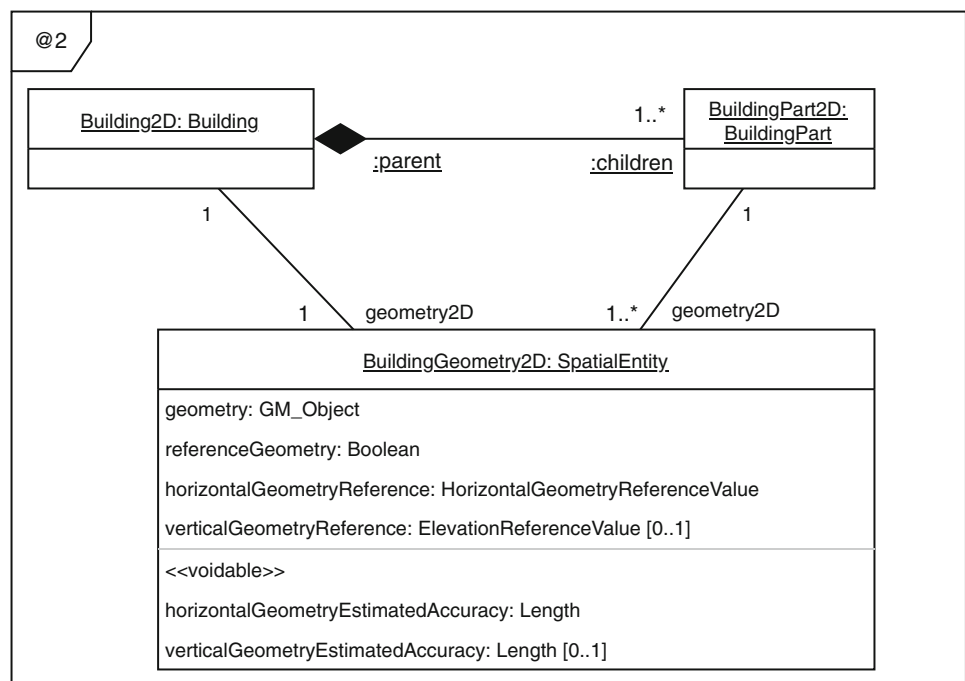 @2
Building2D: Building
1..*
BuildingPart2D:
BuildingPart
:parent
:children
1
1
1
geometry2D
1..*
geometry2D
BuildingGeometry2D: SpatialEntity
geometry: GM_Object
referenceGeometry: Boolean
horizontalGeometryReference: HorizontalGeometryReferenceValue
verticalGeometryReference: ElevationReferenceValue [0..1]
<<voidable>>
horizontalGeometryEstimatedAccuracy: Length
verticalGeometryEstimatedAccuracy: Length [0..1]